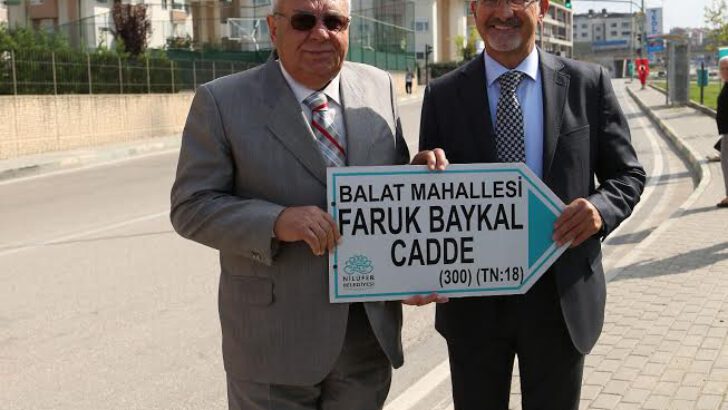 BALAT MAHALLESİ
FARUK BAYKAL
CADDE
(300) (TN:18)
NİLÜFER
BELEDİYESİ